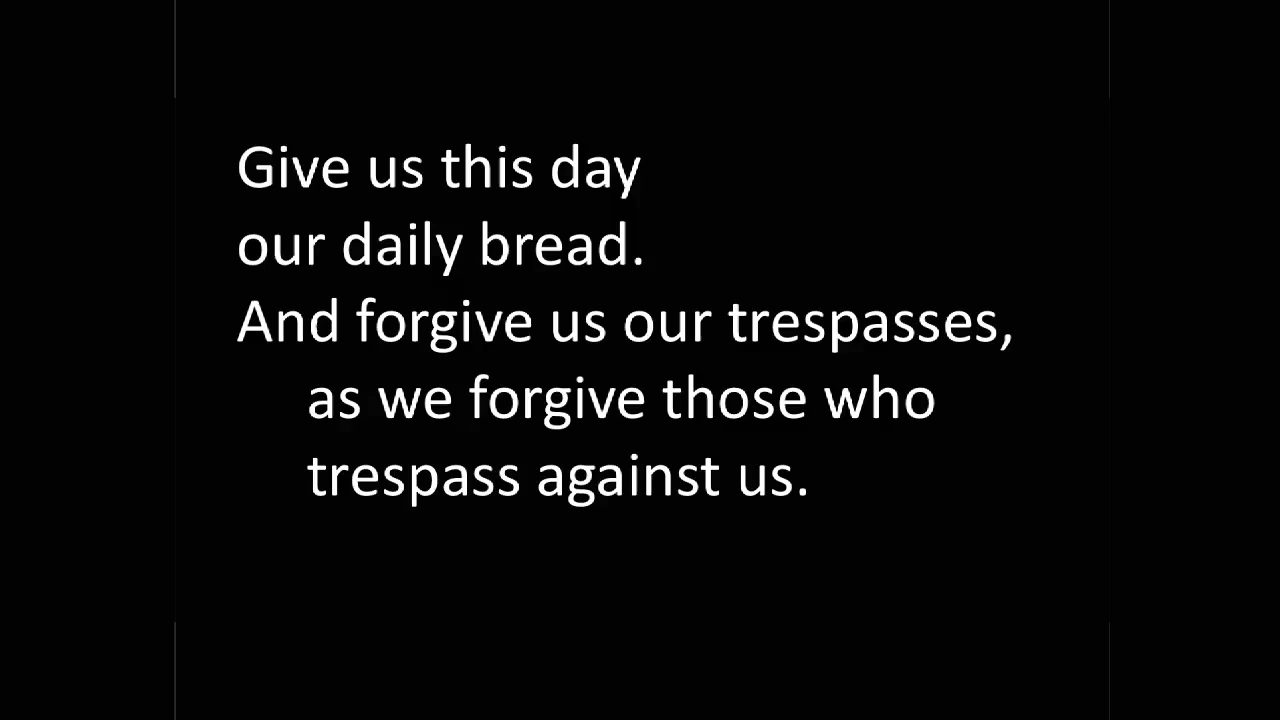 Give us this day
our daily bread.
And forgive us our trespasses,
as we forgive those who
trespass against us.